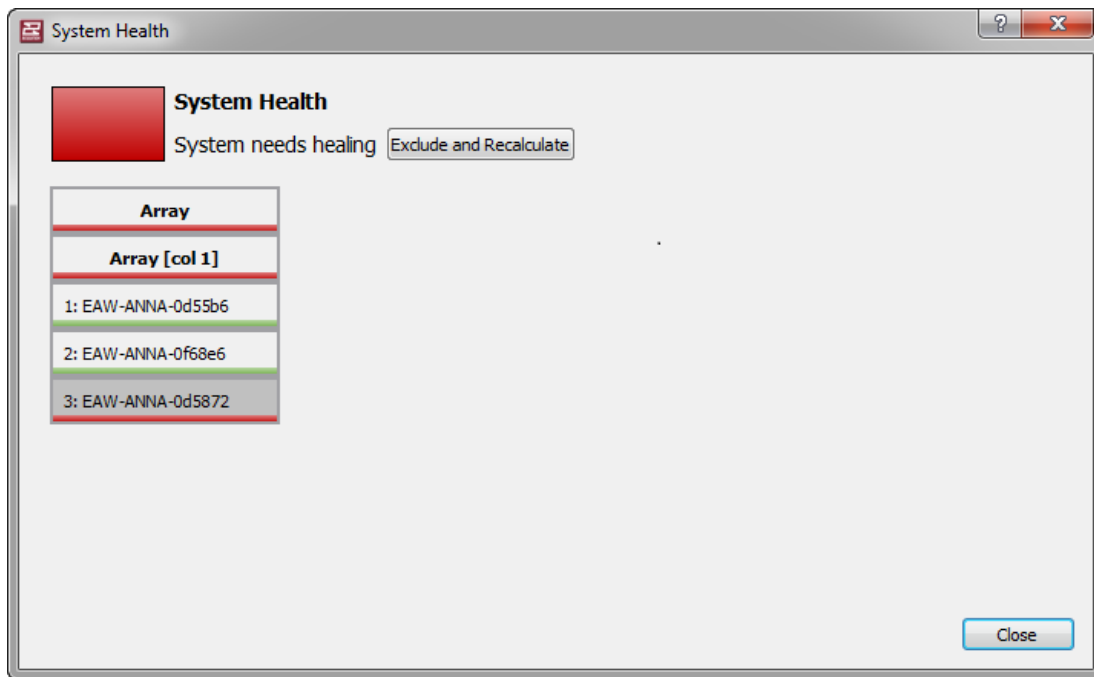 System Health
System Health
System needs healing Exclude and Recalculate
Array
Array [col 1]
1: EAW-ANNA-0d55b6
2: EAW-ANNA-0f68e6
3: EAW-ANNA-0d5872
Close